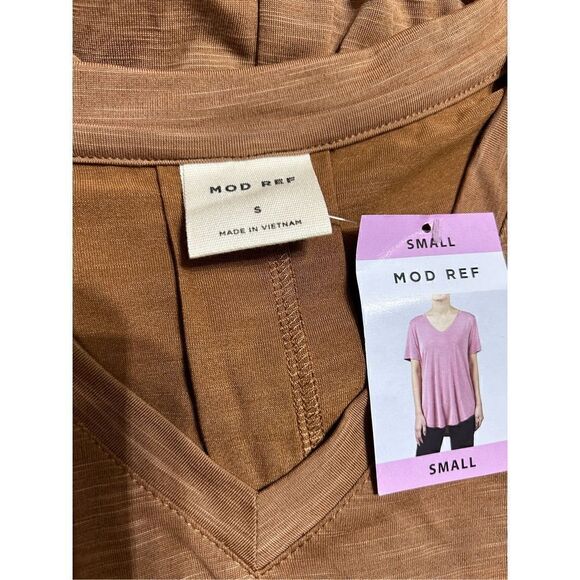 MOD REF
S
MADE IN VIETNAM
SMALL
MOD REF
SMALL